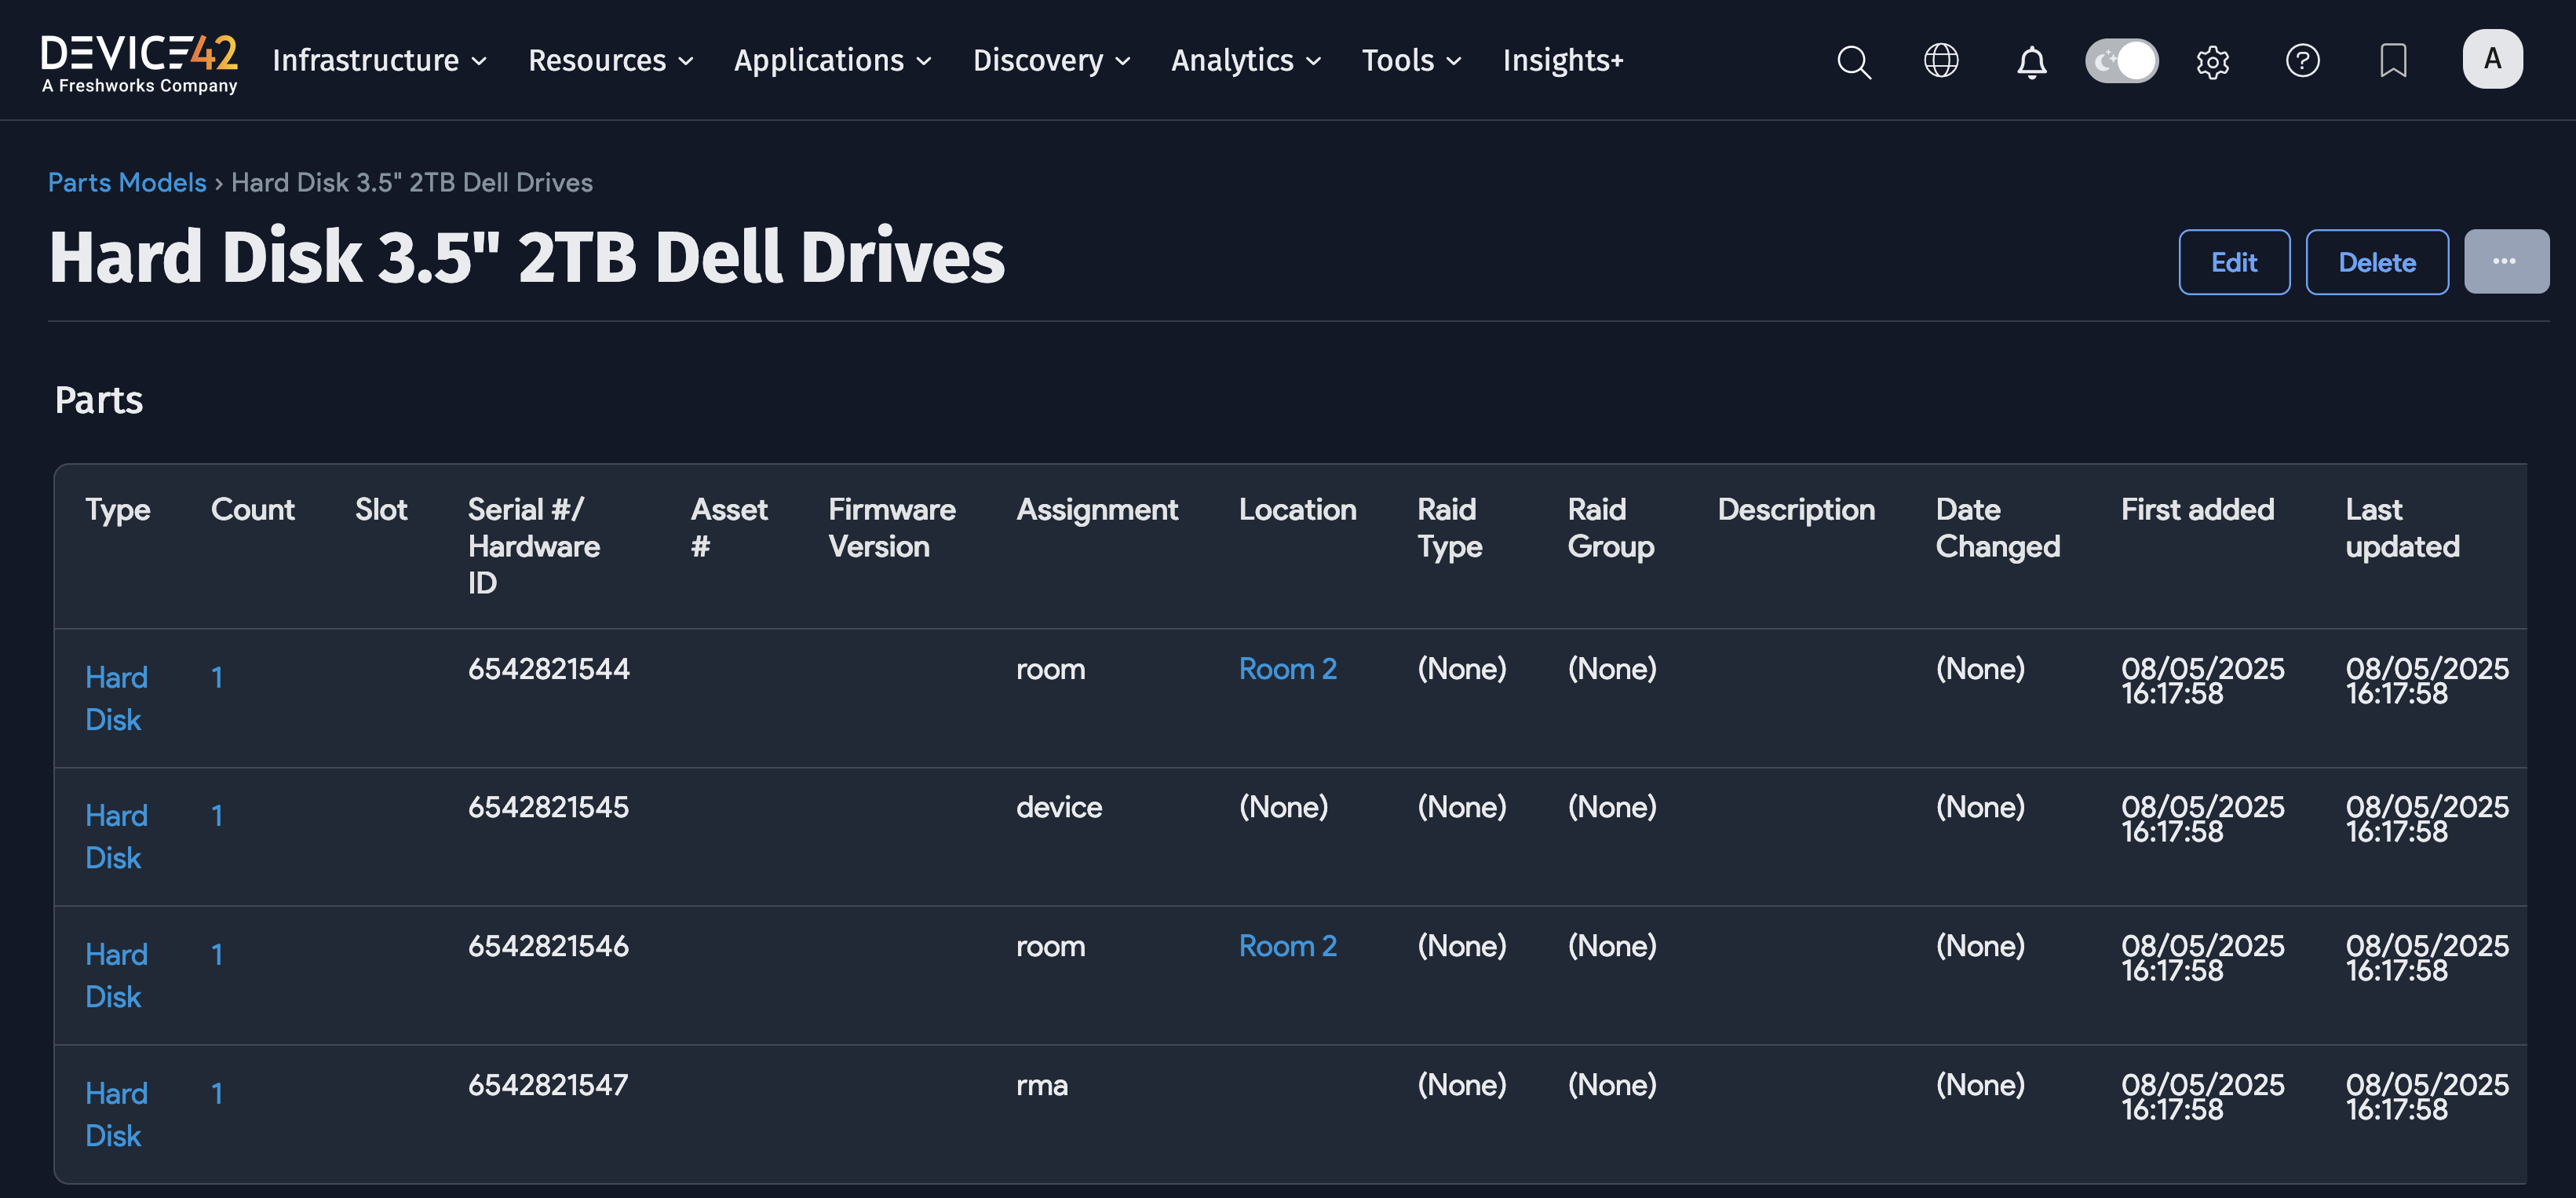 DEVICE42
A Freshworks Company
Infrastructure Resources Applications Discovery Analytics Tools Insights+
A
Parts Models › Hard Disk 3.5" 2TB Dell Drives
Hard Disk 3.5" 2TB Dell Drives
Edit Delete ...
Parts
Type Count Slot Serial #/ Hardware ID Asset # Firmware Version Assignment Location Raid Type Raid Group Description Date Changed First added Last updated
Hard Disk 1 6542821544 room Room 2 (None) (None) (None) 08/05/2025 16:17:58 08/05/2025 16:17:58
Hard Disk 1 6542821545 device (None) (None) (None) (None) 08/05/2025 16:17:58 08/05/2025 16:17:58
Hard Disk 1 6542821546 room Room 2 (None) (None) (None) 08/05/2025 16:17:58 08/05/2025 16:17:58
Hard Disk 1 6542821547 rma (None) (None) (None) 08/05/2025 16:17:58 08/05/2025 16:17:58